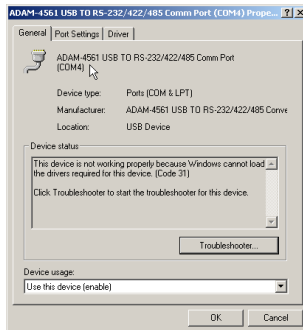 ADAM-4561 USB TO RS-232/422/485 Comm Port (COM4) Prope... ? X
General Port Settings Driver
ADAM-4561 USB TO RS-232/422/485 Comm Port
(COM4)
Device type: Ports (COM & LPT)
Manufacturer: ADAM-4561 USB TO RS-232/422/485 Conve
Location: USB Device
Device status
This device is not working properly because Windows cannot load
the drivers required for this device. (Code 31)
Click Troubleshooter to start the troubleshooter for this device.
Troubleshooter...
Device usage:
Use this device (enable)
OK Cancel